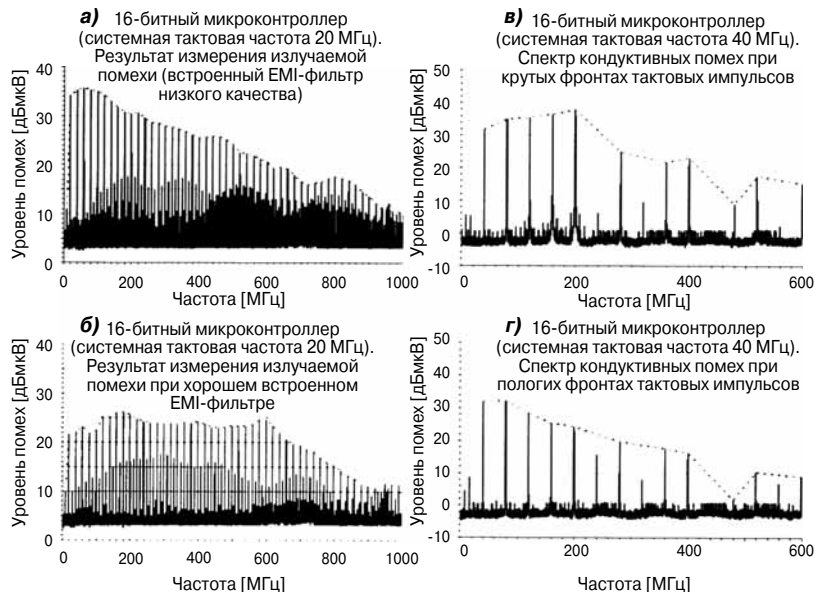 а) 16-битный микроконтроллер
(системная тактовая частота 20 МГц).
Результат измерения излучаемой
помехи (встроенный EMI-фильтр
низкого качества)
Уровень помех [дБмкВ]
40
30
20
10
0
0 200 400 600 800 1000
Частота [МГц]
в) 16-битный микроконтроллер
(системная тактовая частота 40 МГц).
Спектр кондуктивных помех при
крутых фронтах тактовых импульсов
Уровень помех [дБмкВ]
50
40
30
20
10
0
-10
0 200 400 600
Частота [МГц]
б) 16-битный микроконтроллер
(системная тактовая частота 20 МГц).
Результат измерения излучаемой
помехи при хорошем встроенном
EMI-фильтре
Уровень помех [дБмкВ]
40
30
20
10
0
0 200 400 600 800 1000
Частота [МГц]
г) 16-битный микроконтроллер
(системная тактовая частота 40 МГц).
Спектр кондуктивных помех при
пологих фронтах тактовых импульсов
Уровень помех [дБмкВ]
50
40
30
20
10
0
-10
0 200 400 600
Частота [МГц]